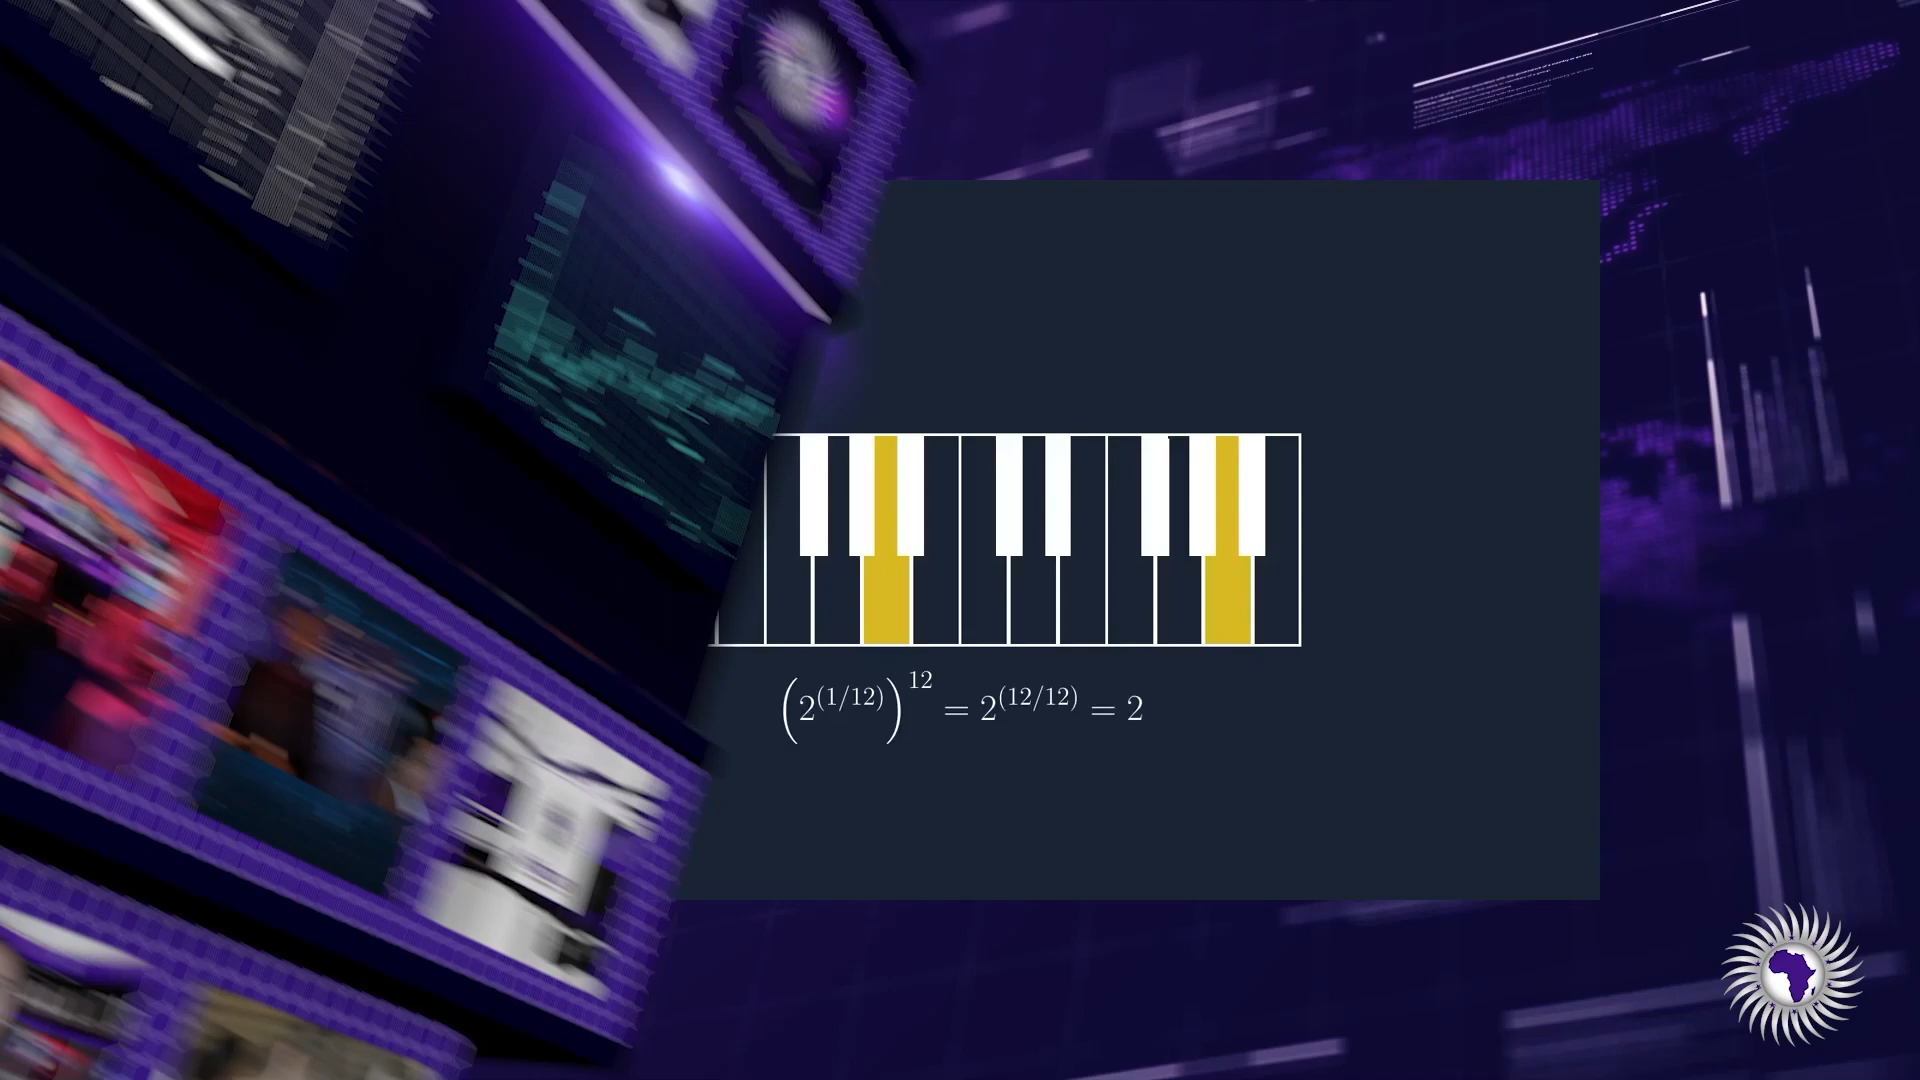 (2^(1/12))^12 = 2^(12/12) = 2